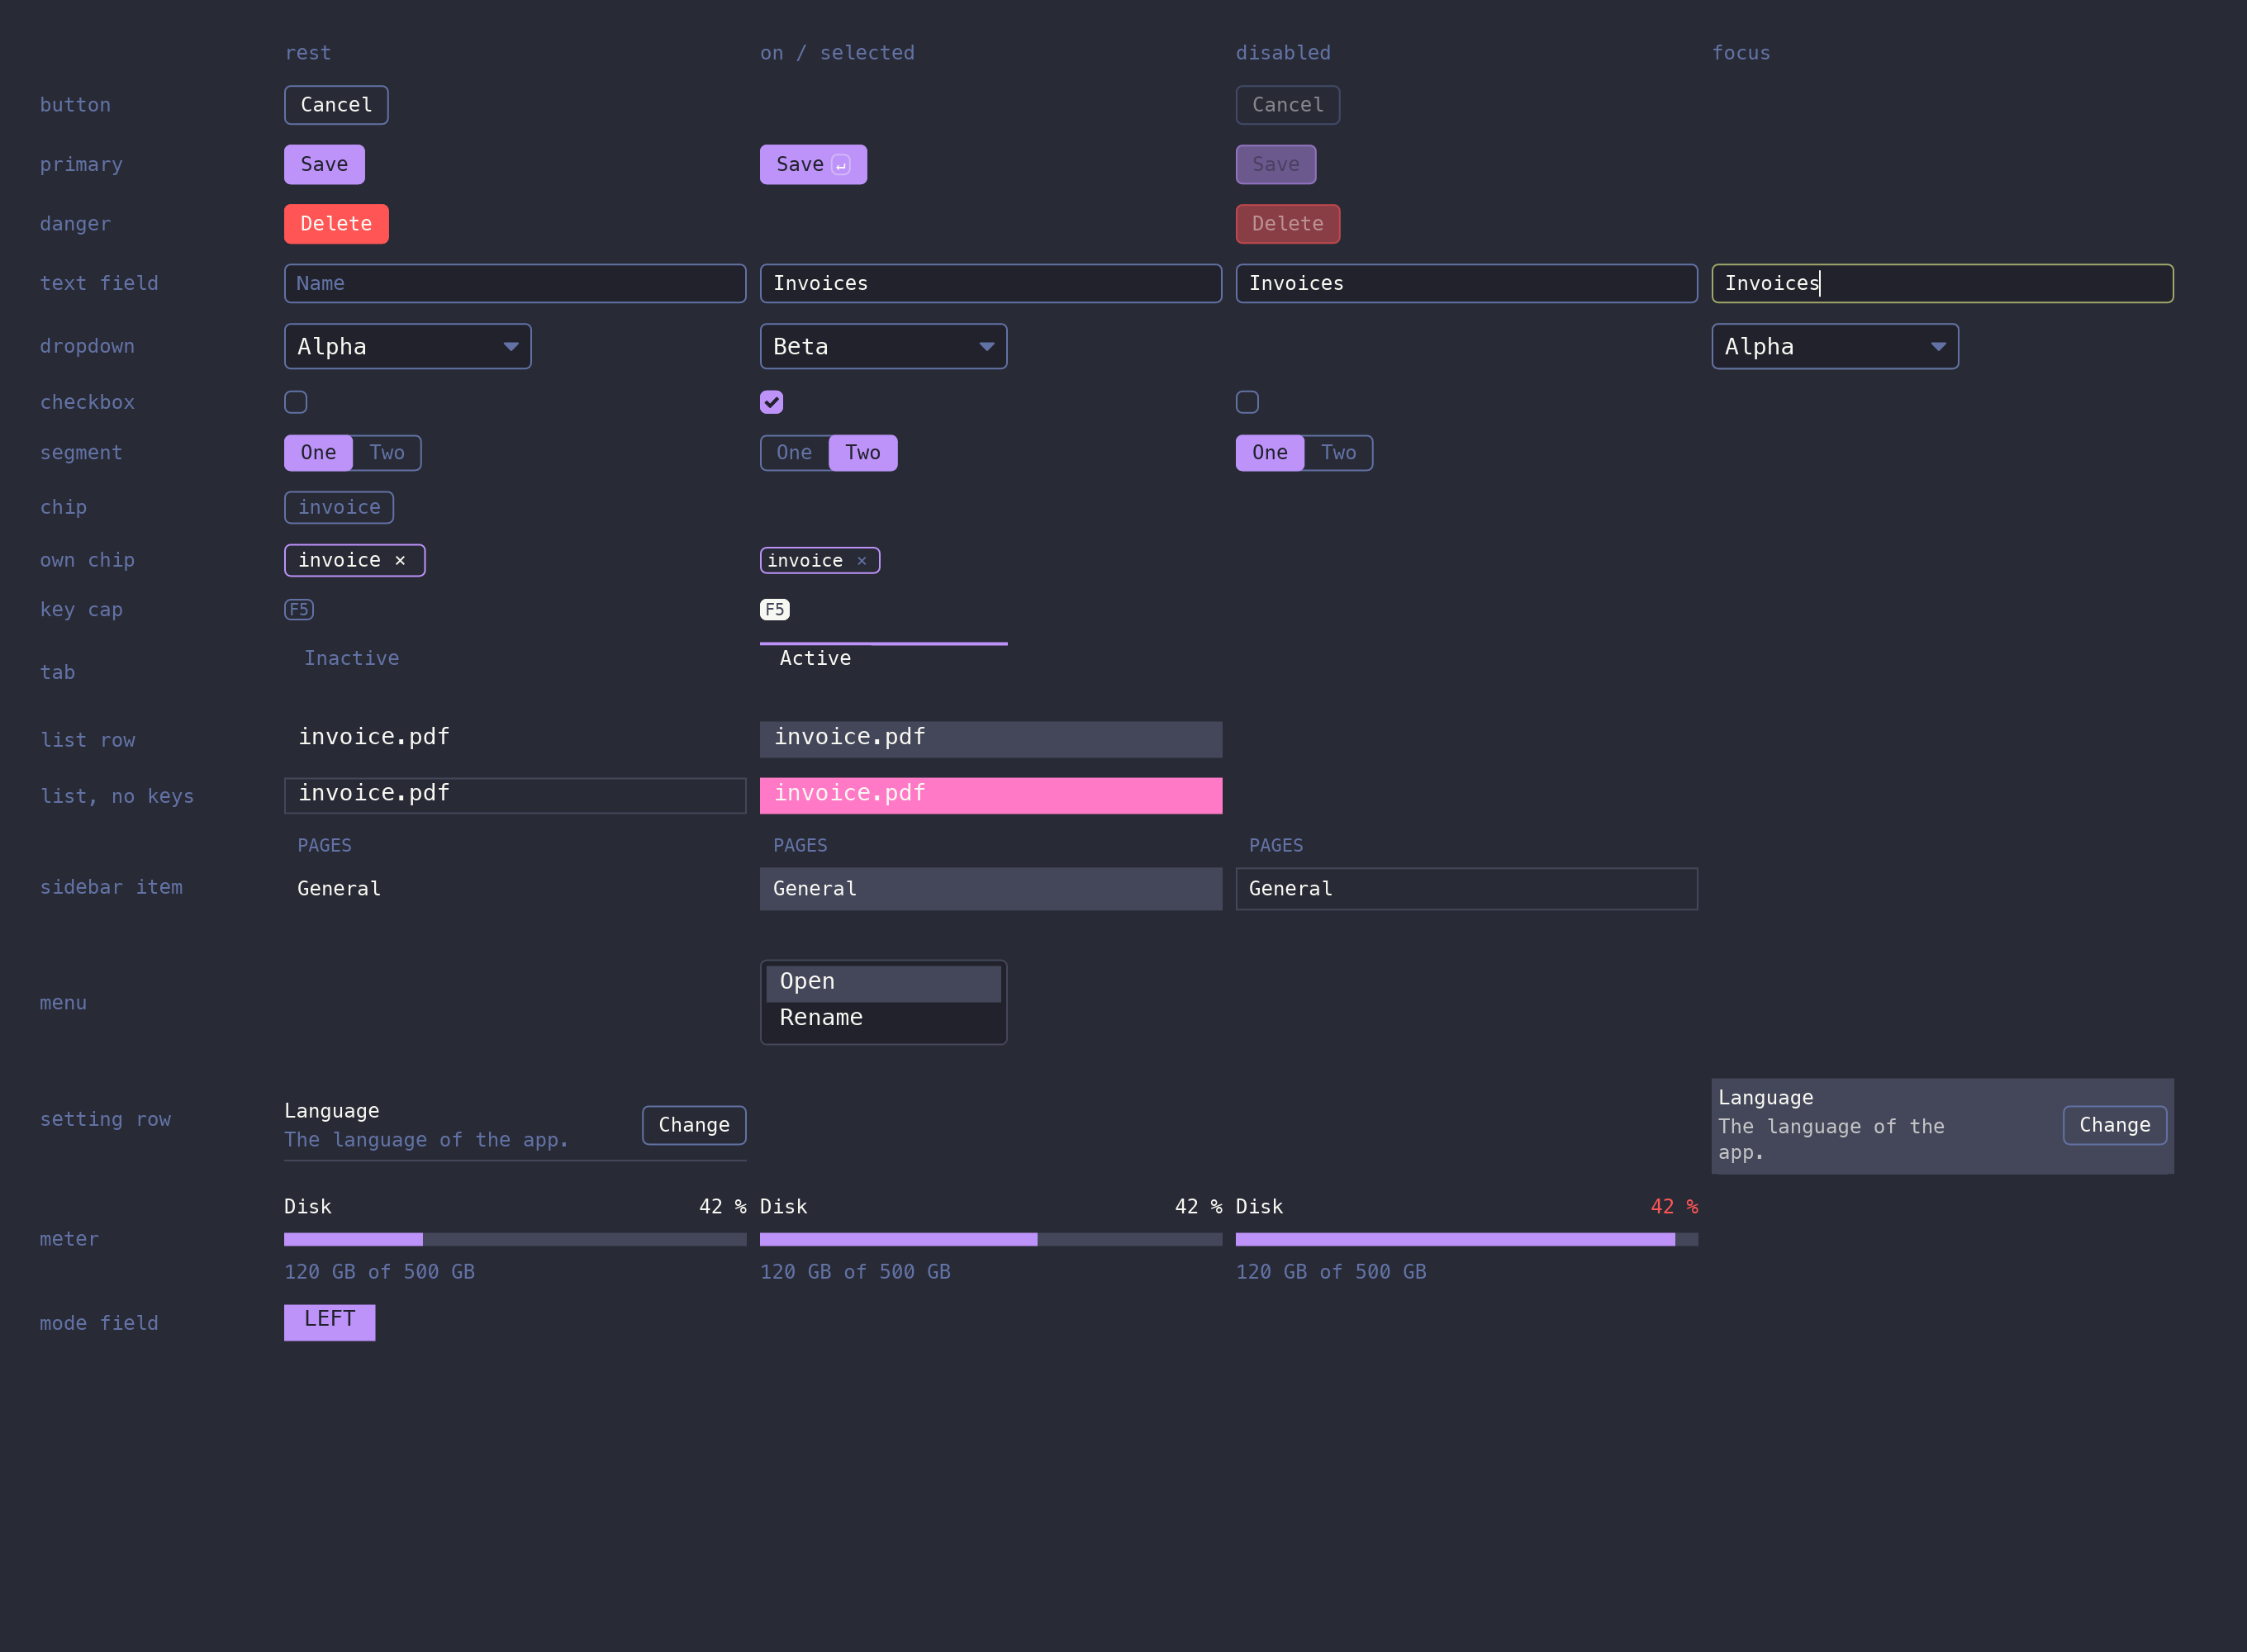 rest on / selected disabled focus
button Cancel Cancel
primary Save Save ↵ Save
danger Delete Delete
text field Name Invoices Invoices Invoices
dropdown Alpha Beta Alpha
checkbox
segment One Two One Two One Two
chip invoice
own chip invoice × invoice ×
key cap F5 F5
tab Inactive Active
list row invoice.pdf invoice.pdf
list, no keys invoice.pdf invoice.pdf
PAGES PAGES PAGES
sidebar item General General General
menu Open
Rename
setting row Language
The language of the app. Change
Language
The language of the
app. Change
Disk 42 % Disk 42 % Disk 42 %
meter
120 GB of 500 GB 120 GB of 500 GB 120 GB of 500 GB
mode field LEFT